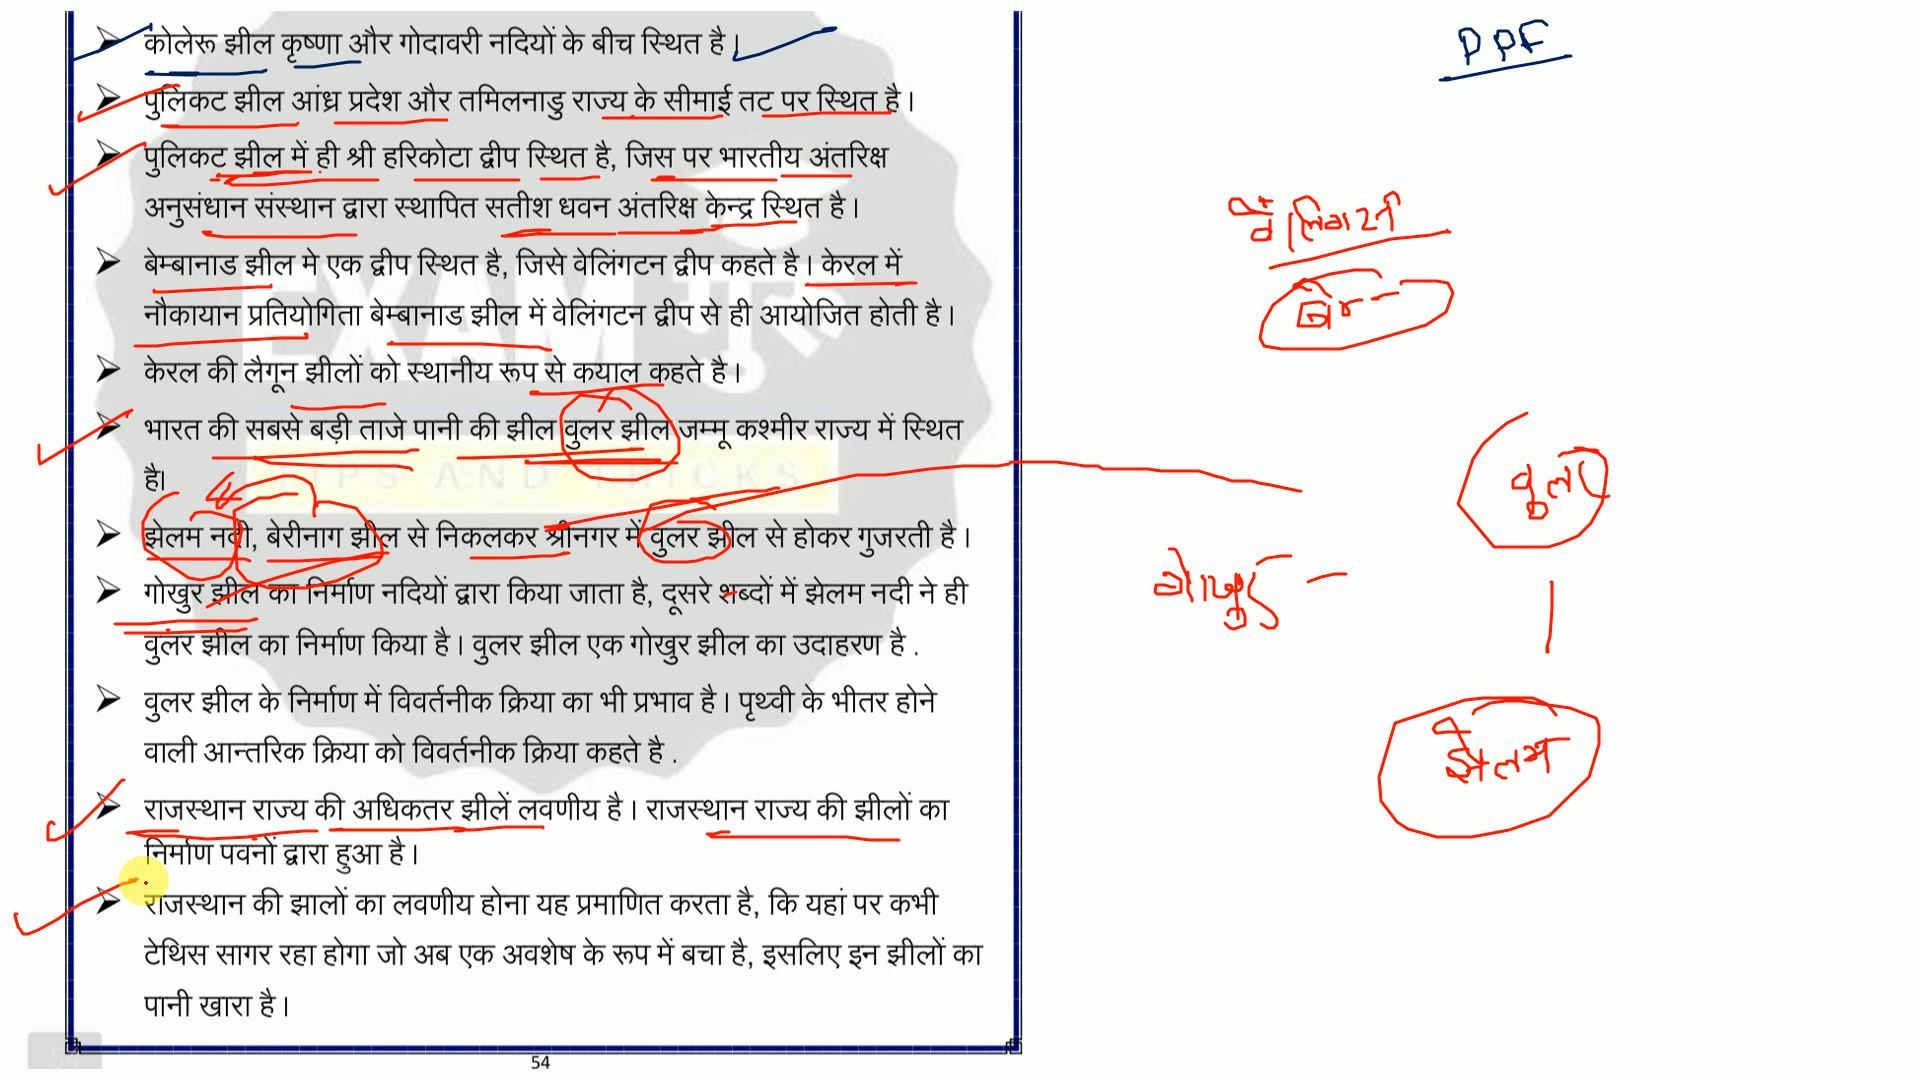 कोलेरू झील कृष्णा और गोदावरी नदियों के बीच स्थित है।
पुलिकट झील आंध्र प्रदेश और तमिलनाडु राज्य के सीमाई तट पर स्थित है।
पुलिकट झील में ही श्री हरिकोटा द्वीप स्थित है, जिस पर भारतीय अंतरिक्ष
अनुसंधान संस्थान द्वारा स्थापित सतीश धवन अंतरिक्ष केन्द्र स्थित है।
बेम्बानाड झील मे एक द्वीप स्थित है, जिसे वेलिंगटन द्वीप कहते है। केरल में
नौकायान प्रतियोगिता बेम्बानाड झील में वेलिंगटन द्वीप से ही आयोजित होती है।
केरल की लैगून झीलों को स्थानीय रूप से कयाल कहते है।
भारत की सबसे बड़ी ताजे पानी की झील वुलर झील जम्मू कश्मीर राज्य में स्थित
है।
झेलम नदी, बेरीनाग झील से निकलकर श्रीनगर में वुलर झील से होकर गुजरती है।
गोखुर झील का निर्माण नदियों द्वारा किया जाता है, दूसरे शब्दों में झेलम नदी ने ही
वुलर झील का निर्माण किया है। वुलर झील एक गोखुर झील का उदाहरण है .
वुलर झील के निर्माण में विवर्तनीक क्रिया का भी प्रभाव है। पृथ्वी के भीतर होने
वाली आन्तरिक क्रिया को विवर्तनीक क्रिया कहते है .
राजस्थान राज्य की अधिकतर झीलें लवणीय है। राजस्थान राज्य की झीलों का
निर्माण पवनों द्वारा हुआ है।
राजस्थान की झालों का लवणीय होना यह प्रमाणित करता है, कि यहां पर कभी
टेथिस सागर रहा होगा जो अब एक अवशेष के रूप में बचा है, इसलिए इन झीलों का
पानी खारा है।
54
EXAM गुरु
TIPS AND TRICKS
PPF
वुलर
गोखुर
झेलम